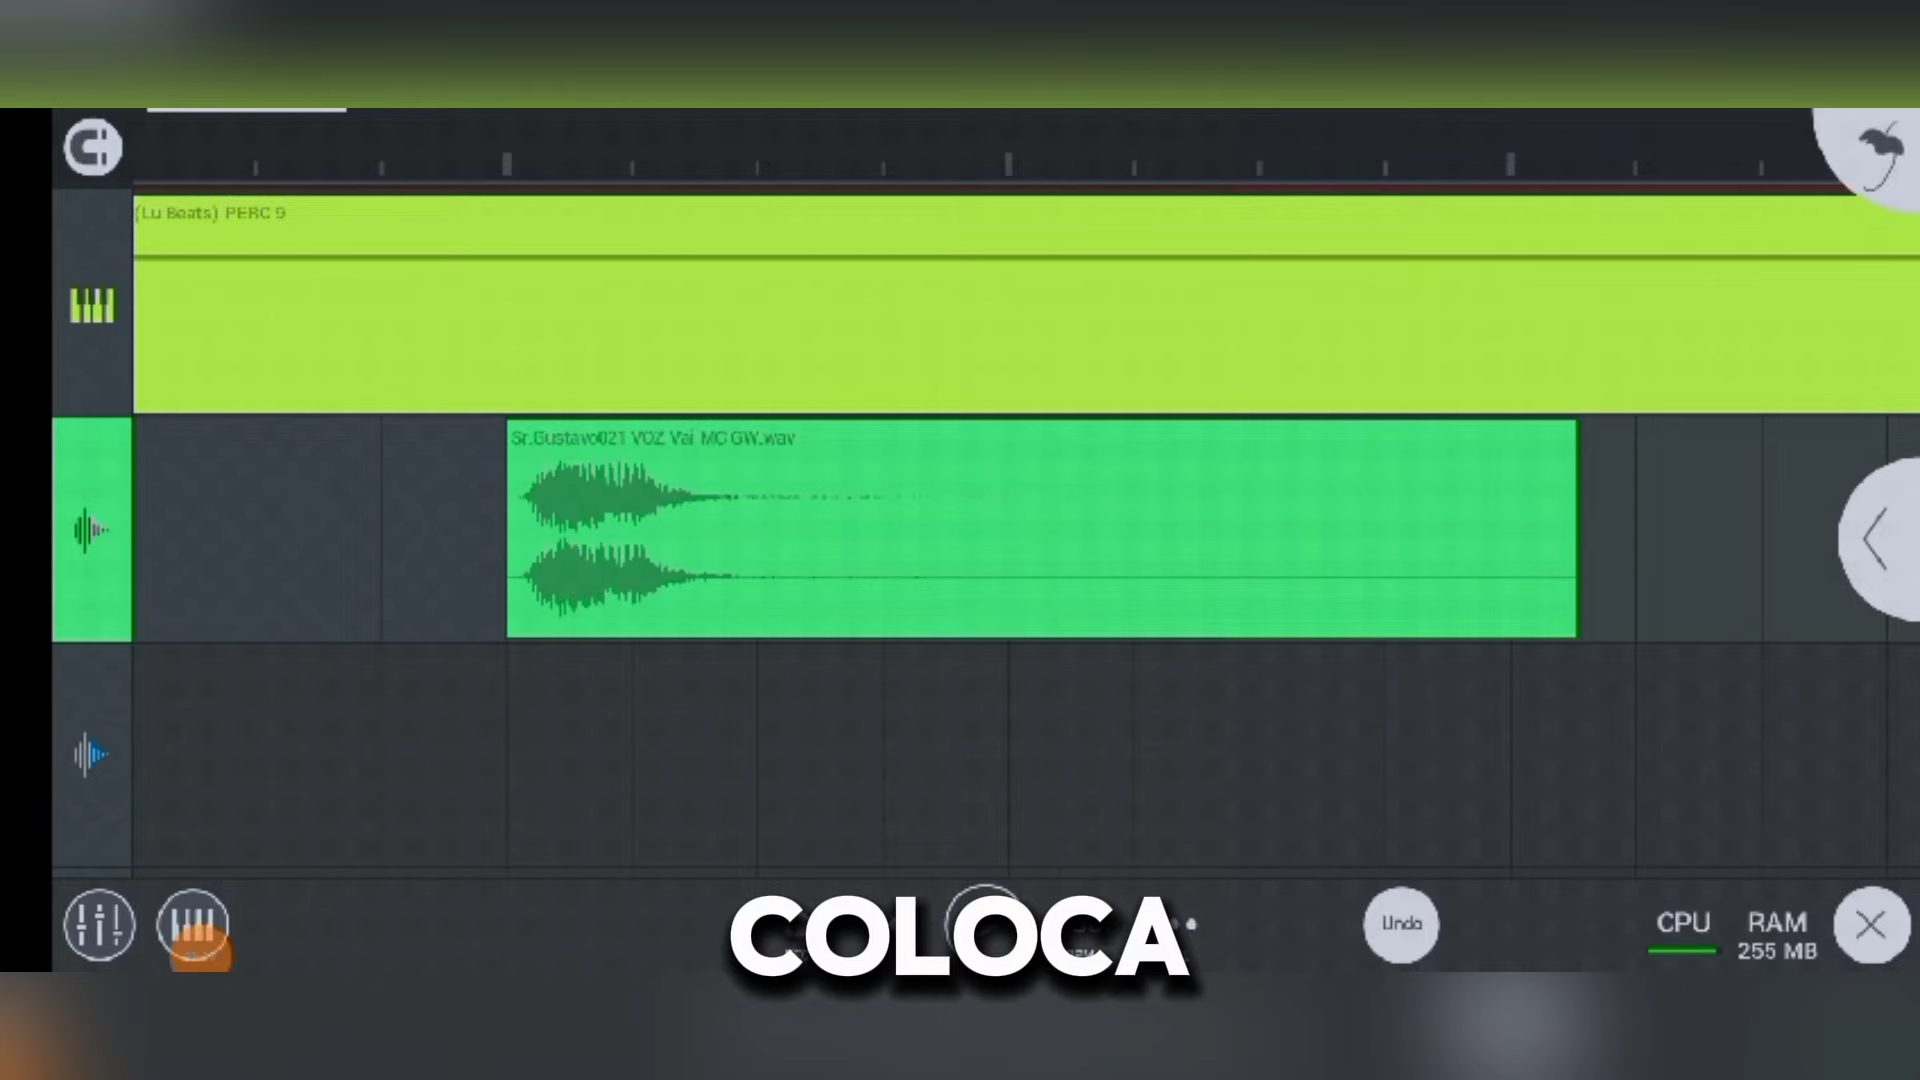 (Lu Beats) PERC 9
Sr.Gustavo021 VOZ Vai MC GW.wav
COLOCA
Undo
CPU
RAM
255 MB